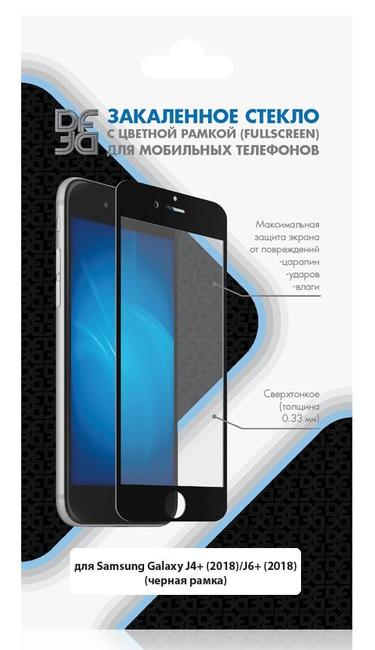 DF
ЗАКАЛЕННОЕ СТЕКЛО
С ЦВЕТНОЙ РАМКОЙ (FULLSCREEN)
ДЛЯ МОБИЛЬНЫХ ТЕЛЕФОНОВ
Максимальная
защита экрана
от повреждений
-царапин
-ударов
-влаги
Сверхтонкое
(толщина
0.33 мм)
для Samsung Galaxy J4+ (2018)/J6+ (2018)
(черная рамка)